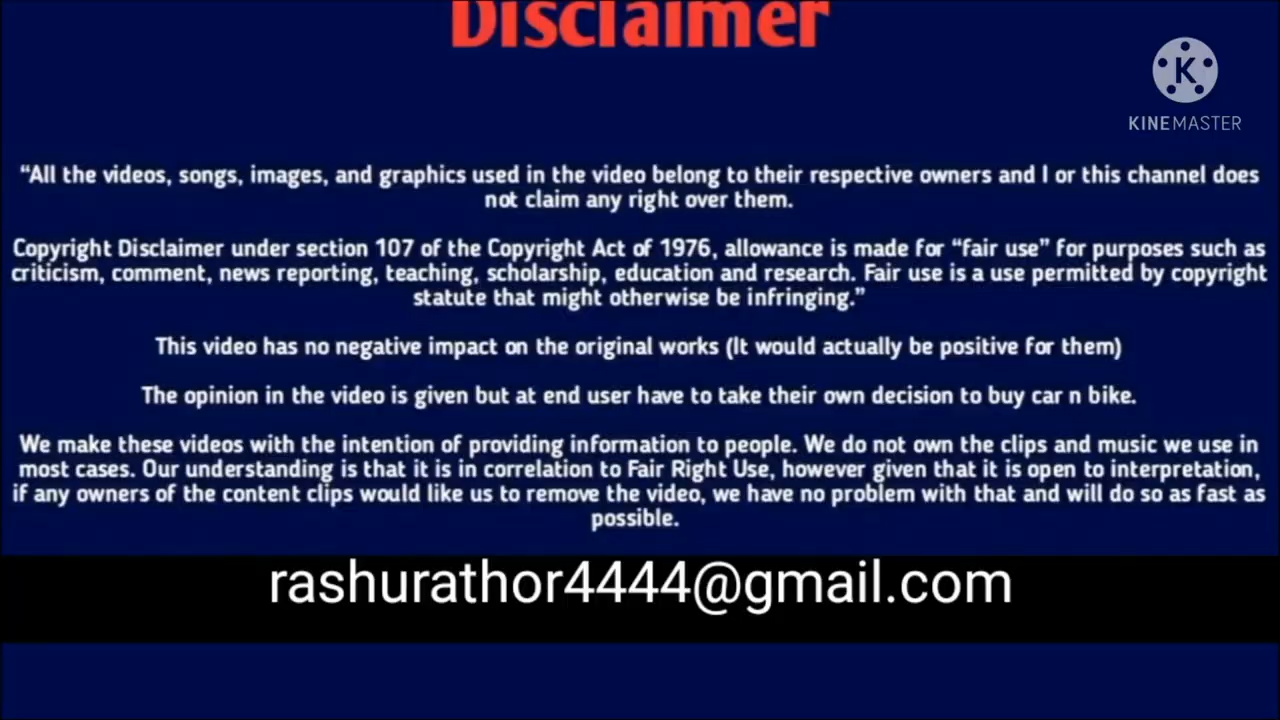 Disclaimer
K
KINEMASTER
“All the videos, songs, images, and graphics used in the video belong to their respective owners and I or this channel does
not claim any right over them.
Copyright Disclaimer under section 107 of the Copyright Act of 1976, allowance is made for “fair use” for purposes such as
criticism, comment, news reporting, teaching, scholarship, education and research. Fair use is a use permitted by copyright
statute that might otherwise be infringing.”
This video has no negative impact on the original works (It would actually be positive for them)
The opinion in the video is given but at end user have to take their own decision to buy car n bike.
We make these videos with the intention of providing information to people. We do not own the clips and music we use in
most cases. Our understanding is that it is in correlation to Fair Right Use, however given that it is open to interpretation,
if any owners of the content clips would like us to remove the video, we have no problem with that and will do so as fast as
possible.
rashurathor4444@gmail.com